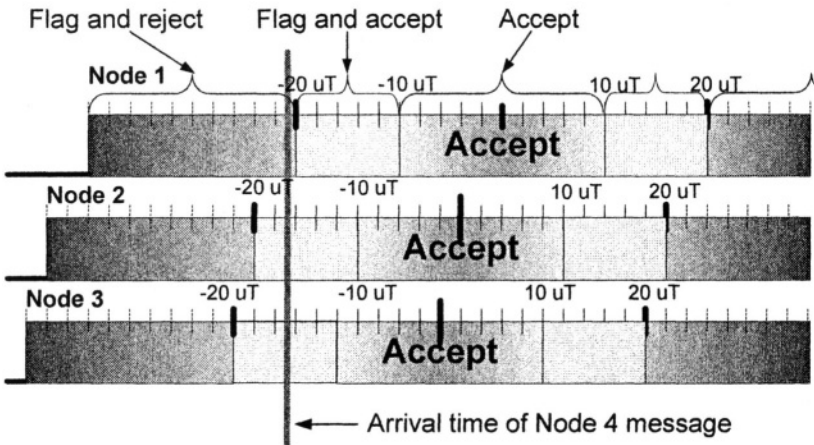 Flag and reject Flag and accept Accept
Node 1 -20 uT -10 uT 10 uT 20 uT
Accept
Node 2 -20 uT -10 uT 10 uT 20 uT
Accept
Node 3 -20 uT -10 uT 10 uT 20 uT
Accept
Arrival time of Node 4 message